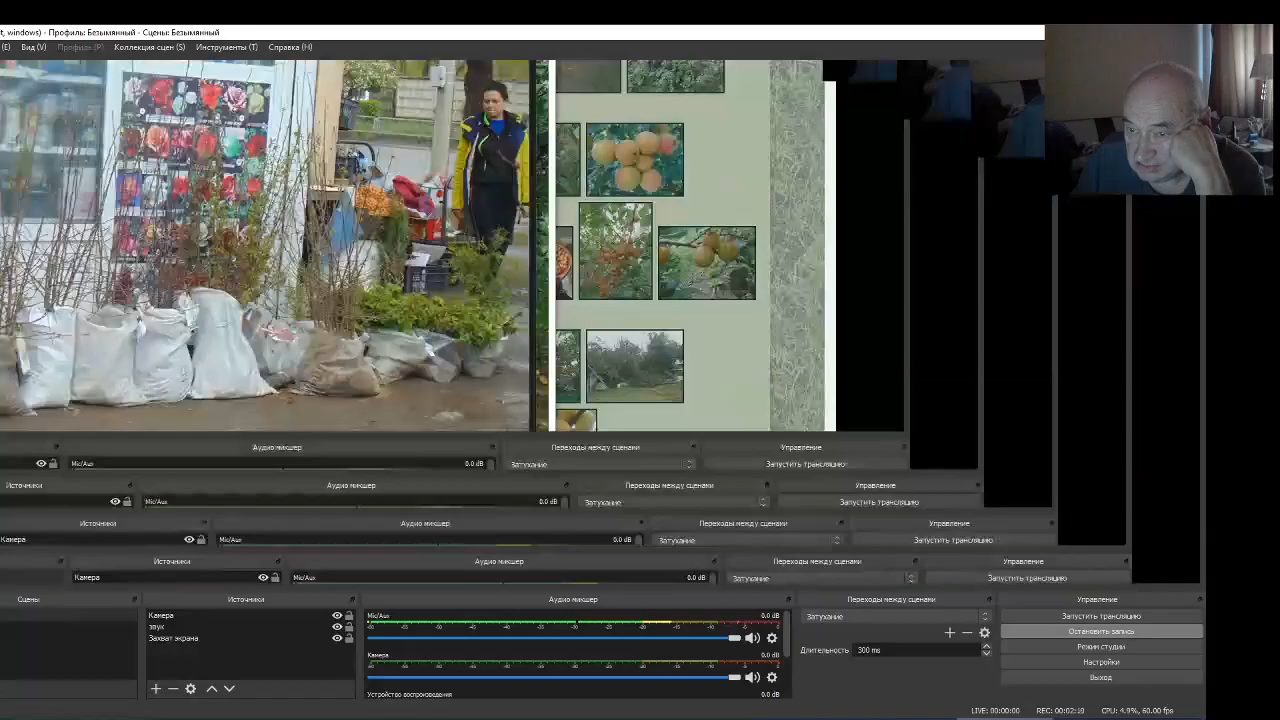 t, windows) - Профиль: Безымянный - Сцены: Безымянный
(E) Вид (V) Профиль (P) Коллекция сцен (S) Инструменты (T) Справка (H)
Аудио микшер Переходы между сценами Управление
Mic/Aux 0.0 dB Затухание Запустить трансляцию
Источники Аудио микшер Переходы между сценами Управление
Mic/Aux 0.0 dB Затухание Запустить трансляцию
Источники Аудио микшер Переходы между сценами Управление
Камера Mic/Aux 0.0 dB Затухание Запустить трансляцию
Источники Аудио микшер Переходы между сценами Управление
Камера Mic/Aux 0.0 dB Затухание Запустить трансляцию
Сцены Источники Аудио микшер Переходы между сценами Управление
Камера Mic/Aux 0.0 dB Затухание Запустить трансляцию
звук Остановить запись
Захват экрана Режим студии
Камера 0.0 dB Длительность 300 ms
Настройки
Выход
Устройство воспроизведения 0.0 dB
LIVE: 00:00:00 REC: 00:02:19 CPU: 4.9%, 60.00 fps